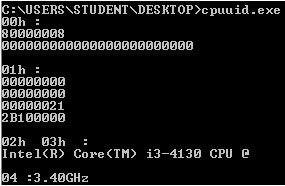 C:\USERS\STUDENT\DESKTOP>cpuuid.exe
00h :
80000008
000000000000000000000000
01h :
00000000
00000000
00000021
2B100000
02h  03h  :
Intel(R) Core(TM) i3-4130 CPU @
04 :3.40GHz